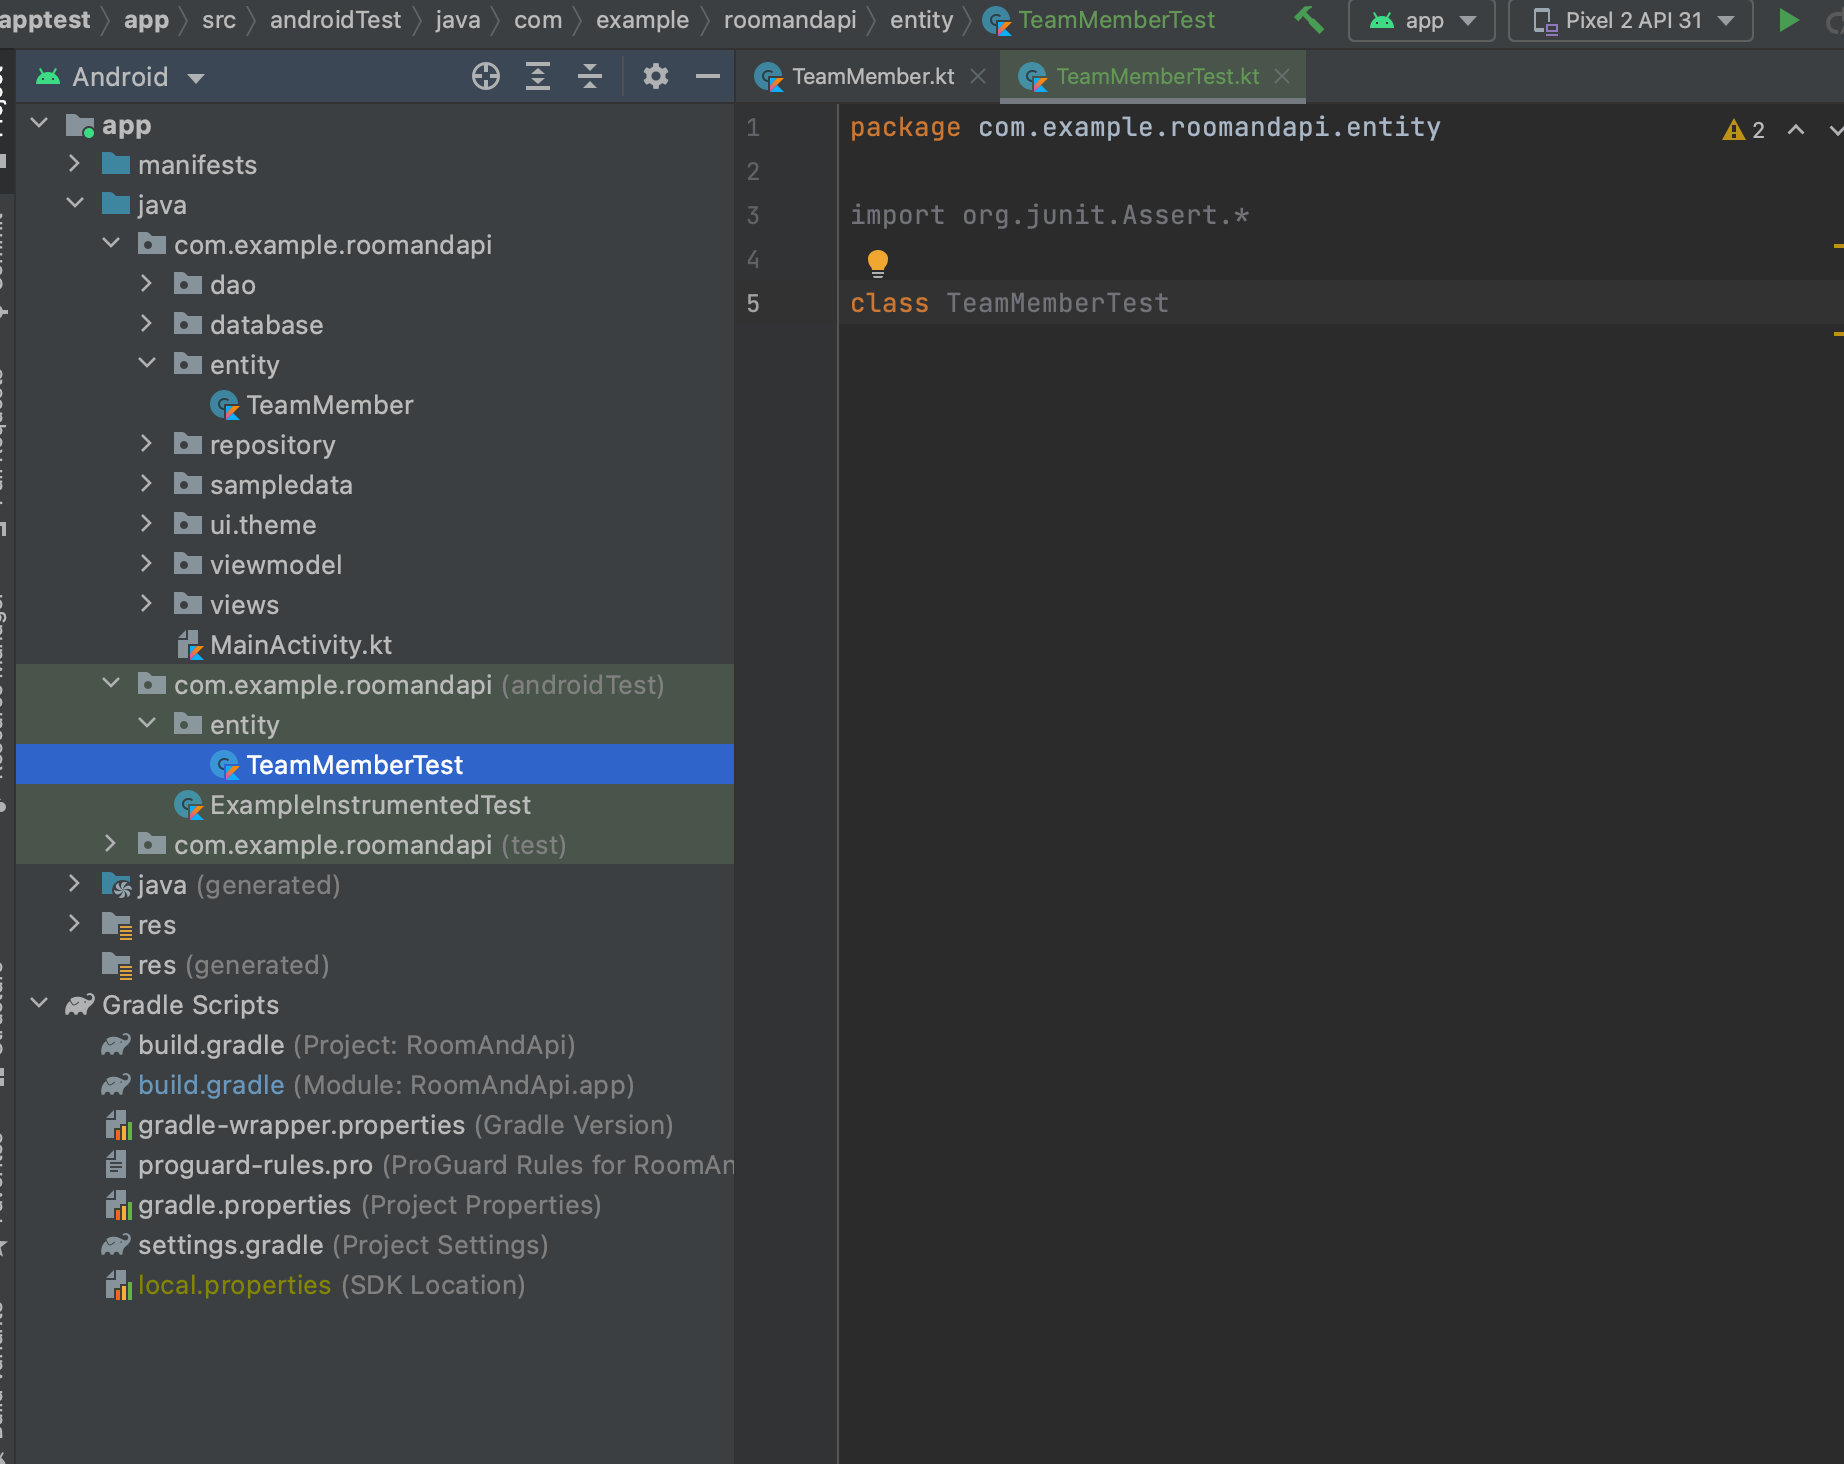 apptest app src androidTest java com example roomandapi entity TeamMemberTest app Pixel 2 API 31
Android
TeamMember.kt TeamMemberTest.kt
app
manifests
java
com.example.roomandapi
dao
database
entity
TeamMember
repository
sampledata
ui.theme
viewmodel
views
MainActivity.kt
com.example.roomandapi (androidTest)
entity
TeamMemberTest
ExampleInstrumentedTest
com.example.roomandapi (test)
java (generated)
res
res (generated)
Gradle Scripts
build.gradle (Project: RoomAndApi)
build.gradle (Module: RoomAndApi.app)
gradle-wrapper.properties (Gradle Version)
proguard-rules.pro (ProGuard Rules for RoomAn
gradle.properties (Project Properties)
settings.gradle (Project Settings)
local.properties (SDK Location)
1 package com.example.roomandapi.entity 2
2
3 import org.junit.Assert.*
4
5 class TeamMemberTest